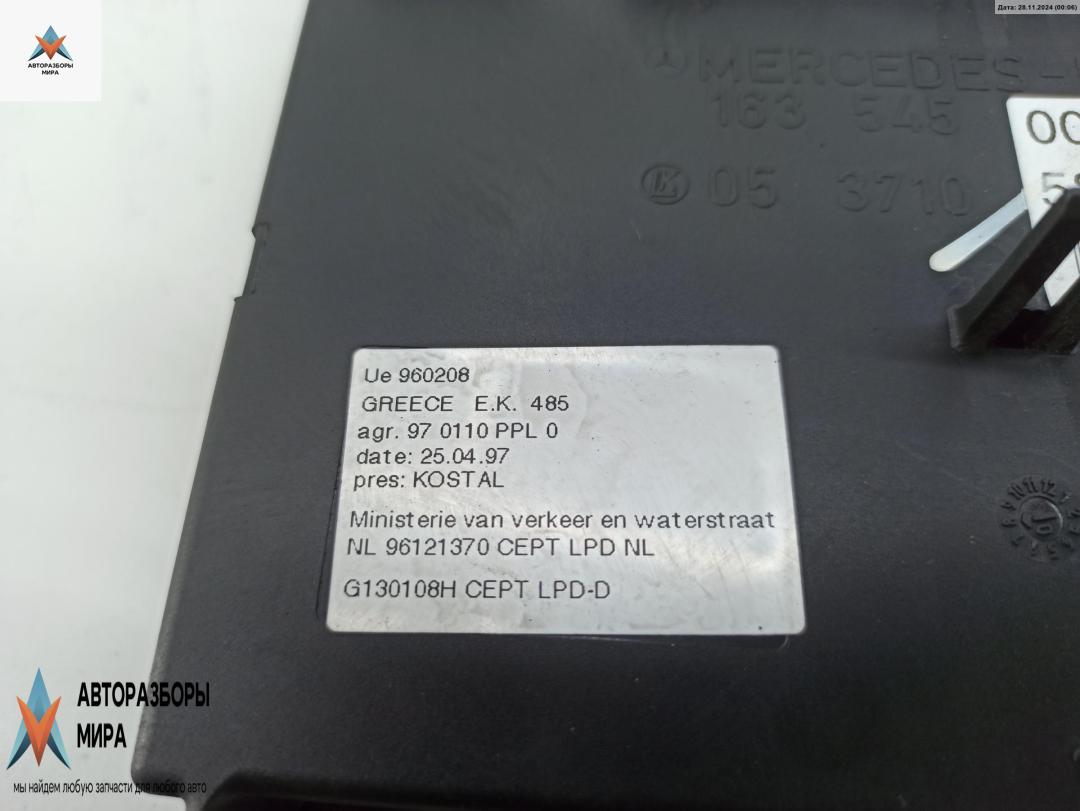 Дата: 28.11.2024 (00:06)
АВТОРАЗБОРЫ
МИРА
MERCEDES-
163 545
05 3710
Ue 960208
GREECE E.K. 485
agr. 97 0110 PPL 0
date: 25.04.97
pres: KOSTAL
Ministerie van verkeer en waterstraat
NL 96121370 CEPT LPD NL
G130108H CEPT LPD-D
АВТОРАЗБОРЫ
МИРА
мы найдем любую запчасти для любого авто